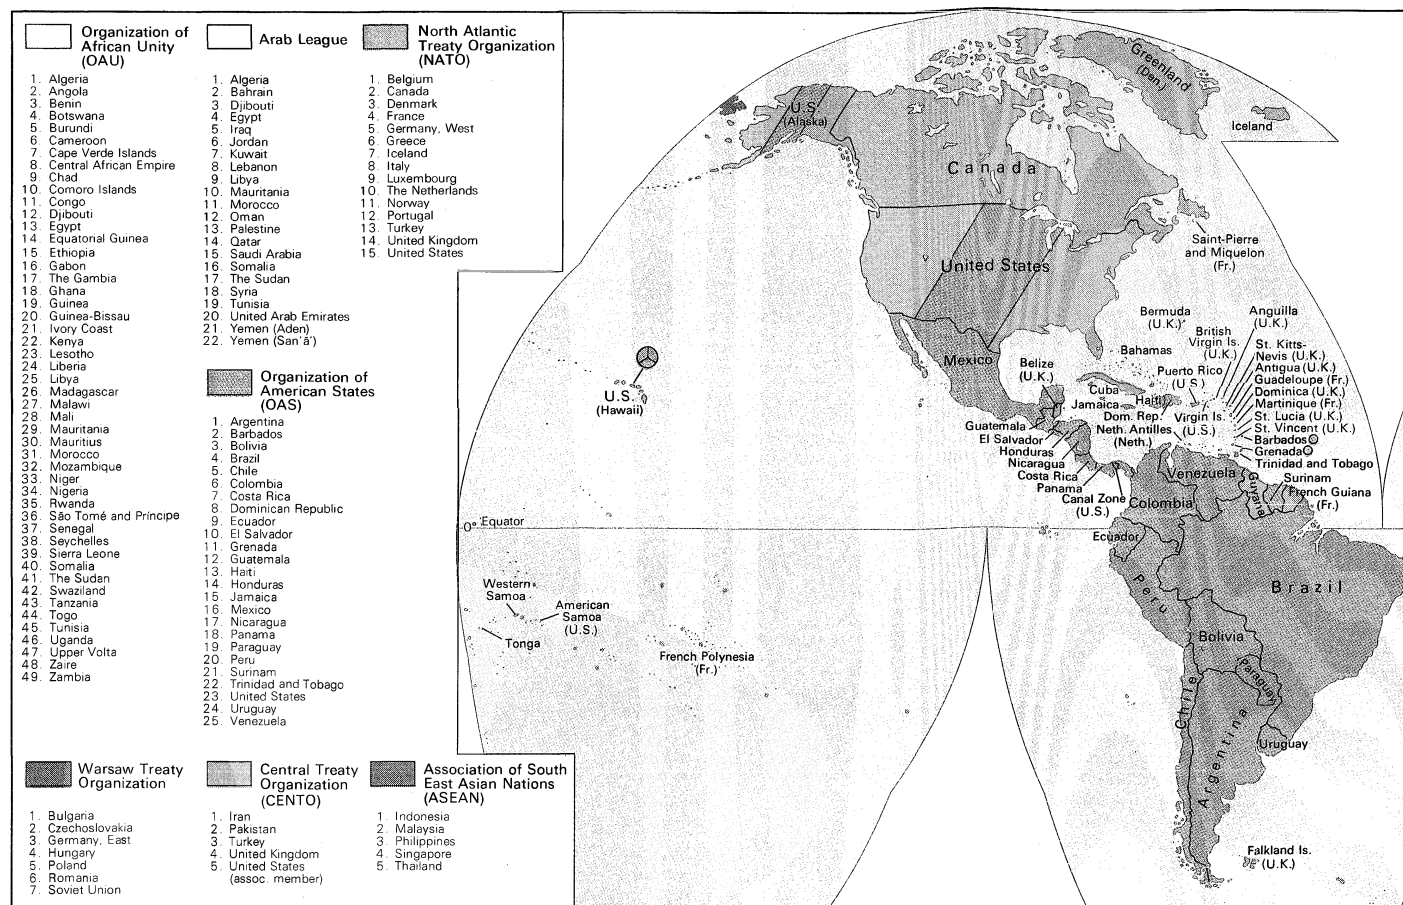 Organization of
African Unity
(OAU)
1. Algeria
2. Angola
3. Benin
4. Botswana
5. Burundi
6. Cameroon
7. Cape Verde Islands
8. Central African Empire
9. Chad
10. Comoro Islands
11. Congo
12. Djibouti
13. Egypt
14. Equatorial Guinea
15. Ethiopia
16. Gabon
17. The Gambia
18. Ghana
19. Guinea
20. Guinea-Bissau
21. Ivory Coast
22. Kenya
23. Lesotho
24. Liberia
25. Libya
26. Madagascar
27. Malawi
28. Mali
29. Mauritania
30. Mauritius
31. Morocco
32. Mozambique
33. Niger
34. Nigeria
35. Rwanda
36. São Tomé and Príncipe
37. Senegal
38. Seychelles
39. Sierra Leone
40. Somalia
41. The Sudan
42. Swaziland
43. Tanzania
44. Togo
45. Tunisia
46. Uganda
47. Upper Volta
48. Zaire
49. Zambia
Arab League
1. Algeria
2. Bahrain
3. Djibouti
4. Egypt
5. Iraq
6. Jordan
7. Kuwait
8. Lebanon
9. Libya
10. Mauritania
11. Morocco
12. Oman
13. Palestine
14. Qatar
15. Saudi Arabia
16. Somalia
17. The Sudan
18. Syria
19. Tunisia
20. United Arab Emirates
21. Yemen (Aden)
22. Yemen (San'ā')
North Atlantic
Treaty Organization
(NATO)
1. Belgium
2. Canada
3. Denmark
4. France
5. Germany, West
6. Greece
7. Iceland
8. Italy
9. Luxembourg
10. The Netherlands
11. Norway
12. Portugal
13. Turkey
14. United Kingdom
15. United States
Organization of
American States
(OAS)
1. Argentina
2. Barbados
3. Bolivia
4. Brazil
5. Chile
6. Colombia
7. Costa Rica
8. Dominican Republic
9. Ecuador
10. El Salvador
11. Grenada
12. Guatemala
13. Haiti
14. Honduras
15. Jamaica
16. Mexico
17. Nicaragua
18. Panama
19. Paraguay
20. Peru
21. Surinam
22. Trinidad and Tobago
23. United States
24. Uruguay
25. Venezuela
Warsaw Treaty
Organization
1. Bulgaria
2. Czechoslovakia
3. Germany, East
4. Hungary
5. Poland
6. Romania
7. Soviet Union
Central Treaty
Organization
(CENTO)
1. Iran
2. Pakistan
3. Turkey
4. United Kingdom
5. United States
(assoc. member)
Association of South
East Asian Nations
(ASEAN)
1. Indonesia
2. Malaysia
3. Philippines
4. Singapore
5. Thailand
Greenland
(Den.)
Iceland
U.S.
(Alaska)
Canada
Saint-Pierre
and Miquelon
(Fr.)
United States
U.S.
(Hawaii)
Mexico
Bermuda
(U.K.)
Bahamas
British
Virgin Is.
(U.K.)
Anguilla
(U.K.)
St. Kitts-
Nevis (U.K.)
Antigua (U.K.)
Guadeloupe (Fr.)
Dominica (U.K.)
Martinique (Fr.)
St. Lucia (U.K.)
St. Vincent (U.K.)
Barbados
Grenada
Trinidad and Tobago
Puerto Rico
(U.S.)
Virgin Is.
(U.S.)
Belize
(U.K.)
Cuba
Jamaica
Haiti
Dom. Rep.
Neth. Antilles
(Neth.)
Guatemala
El Salvador
Honduras
Nicaragua
Costa Rica
Panama
Canal Zone
(U.S.)
Venezuela
Colombia
Guyana
Surinam
French Guiana
(Fr.)
0° Equator
Ecuador
Peru
Brazil
Bolivia
Paraguay
Chile
Argentina
Uruguay
Falkland Is.
(U.K.)
Western
Samoa
American
Samoa
(U.S.)
Tonga
French Polynesia
(Fr.)